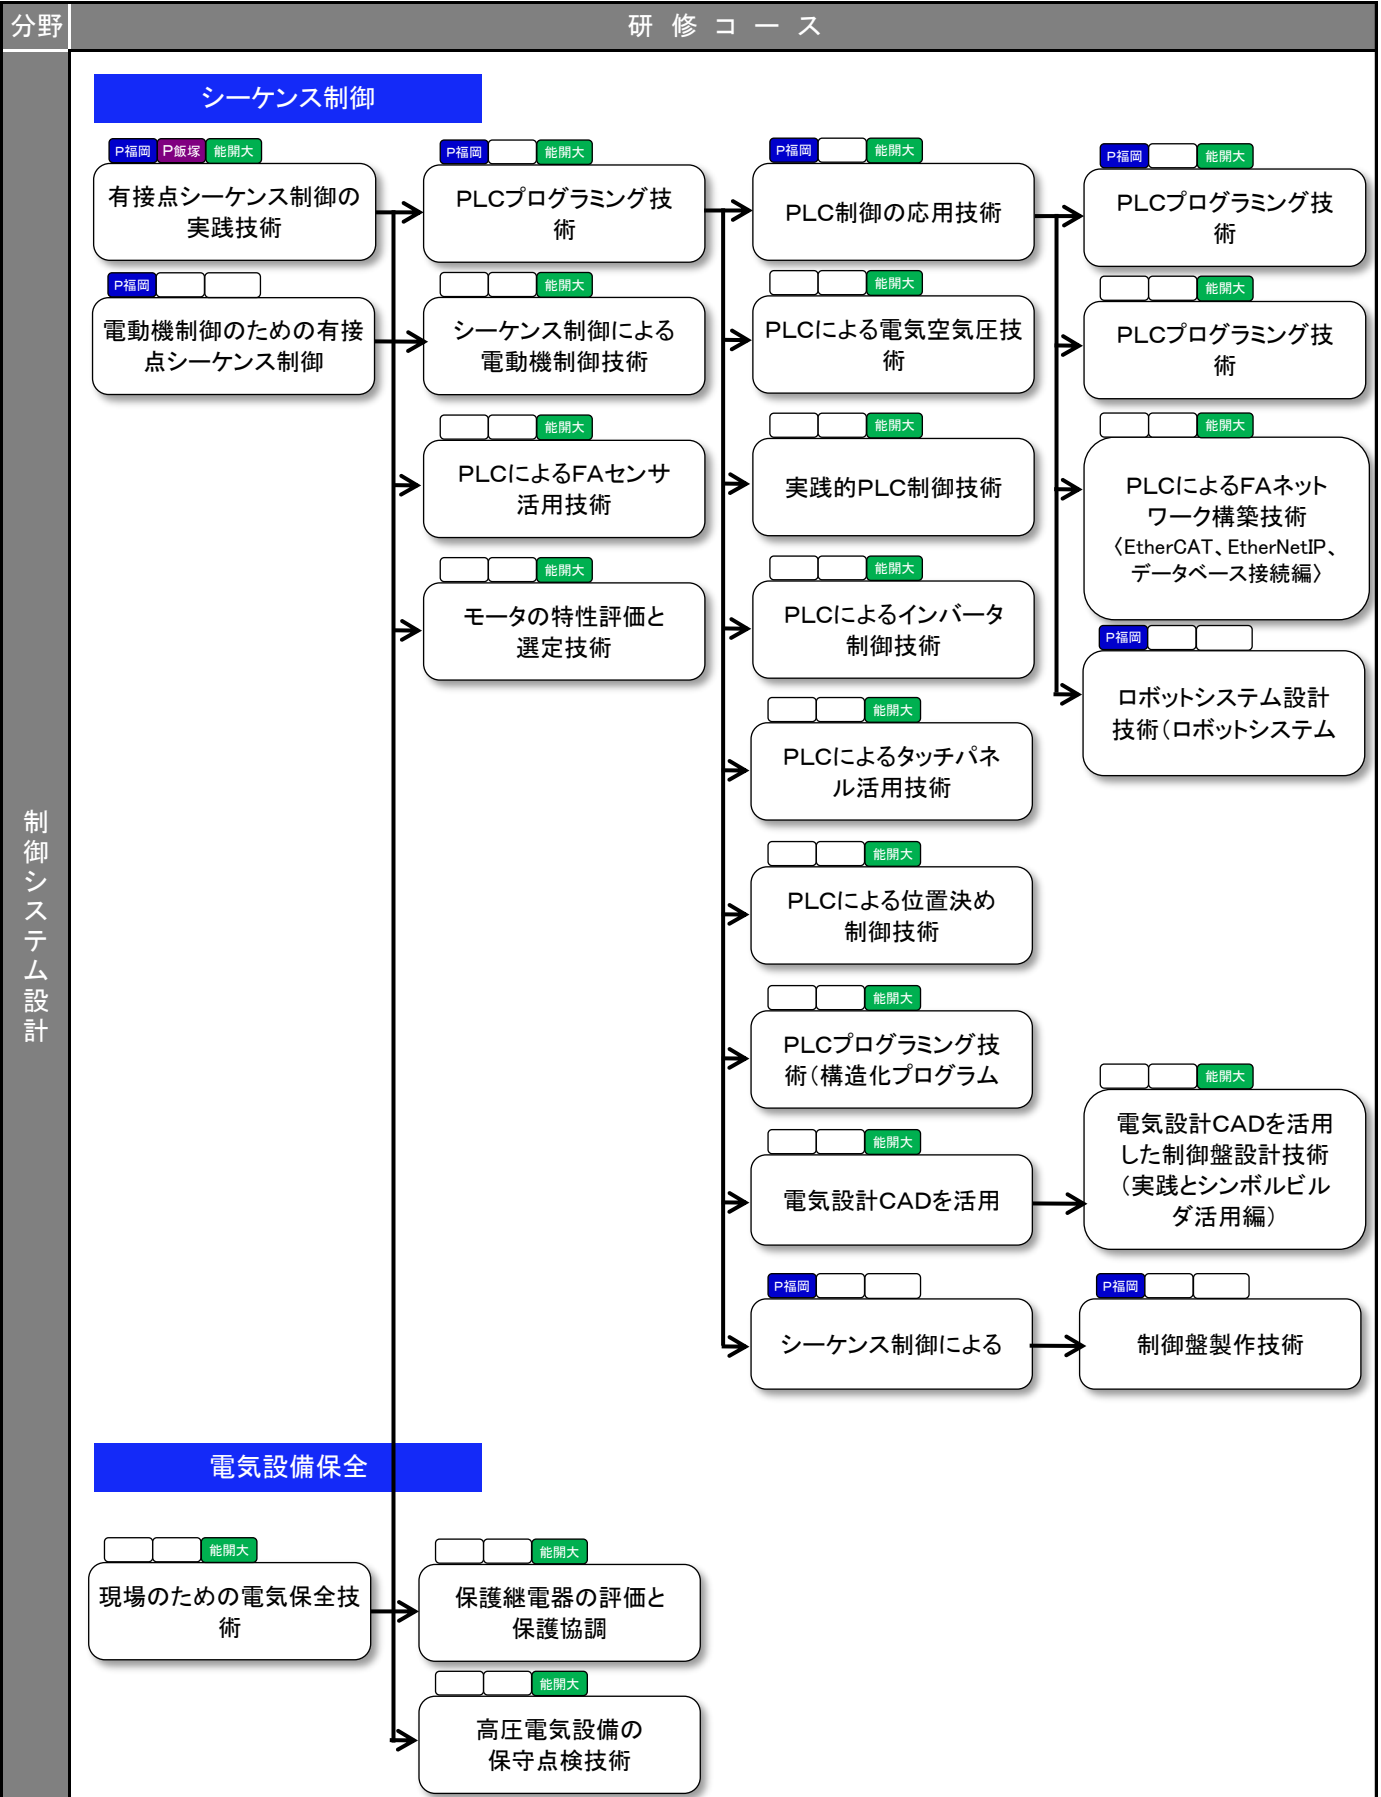 分野
研修コース
制御システム設計
シーケンス制御
P福岡 P飯塚 能開大
有接点シーケンス制御の
実践技術
P福岡
電動機制御のための有接
点シーケンス制御
P福岡 能開大
PLCプログラミング技
術
能開大
シーケンス制御による
電動機制御技術
能開大
PLCによるFAセンサ
活用技術
能開大
モータの特性評価と
選定技術
P福岡 能開大
PLC制御の応用技術
能開大
PLCによる電気空気圧技
術
能開大
実践的PLC制御技術
能開大
PLCによるインバータ
制御技術
能開大
PLCによるタッチパネ
ル活用技術
能開大
PLCによる位置決め
制御技術
能開大
PLCプログラミング技
術(構造化プログラム
能開大
電気設計CADを活用
P福岡
シーケンス制御による
P福岡 能開大
PLCプログラミング技
術
能開大
PLCプログラミング技
術
能開大
PLCによるFAネット
ワーク構築技術
〈EtherCAT、EtherNetIP、
データベース接続編〉
P福岡
ロボットシステム設計
技術(ロボットシステム
能開大
電気設計CADを活用
した制御盤設計技術
(実践とシンボルビル
ダ活用編)
P福岡
制御盤製作技術
電気設備保全
能開大
現場のための電気保全技
術
能開大
保護継電器の評価と
保護協調
能開大
高圧電気設備の
保守点検技術